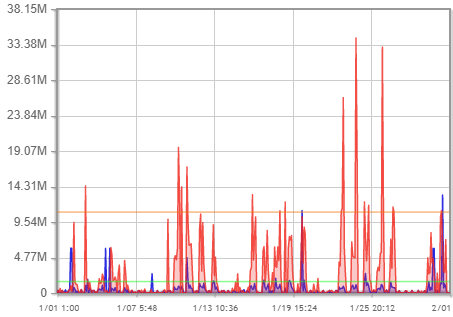 38.15M
33.38M
28.61M
23.84M
19.07M
14.31M
9.54M
4.77M
0
1/01 1:00 1/07 5:48 1/13 10:36 1/19 15:24 1/25 20:12 2/01